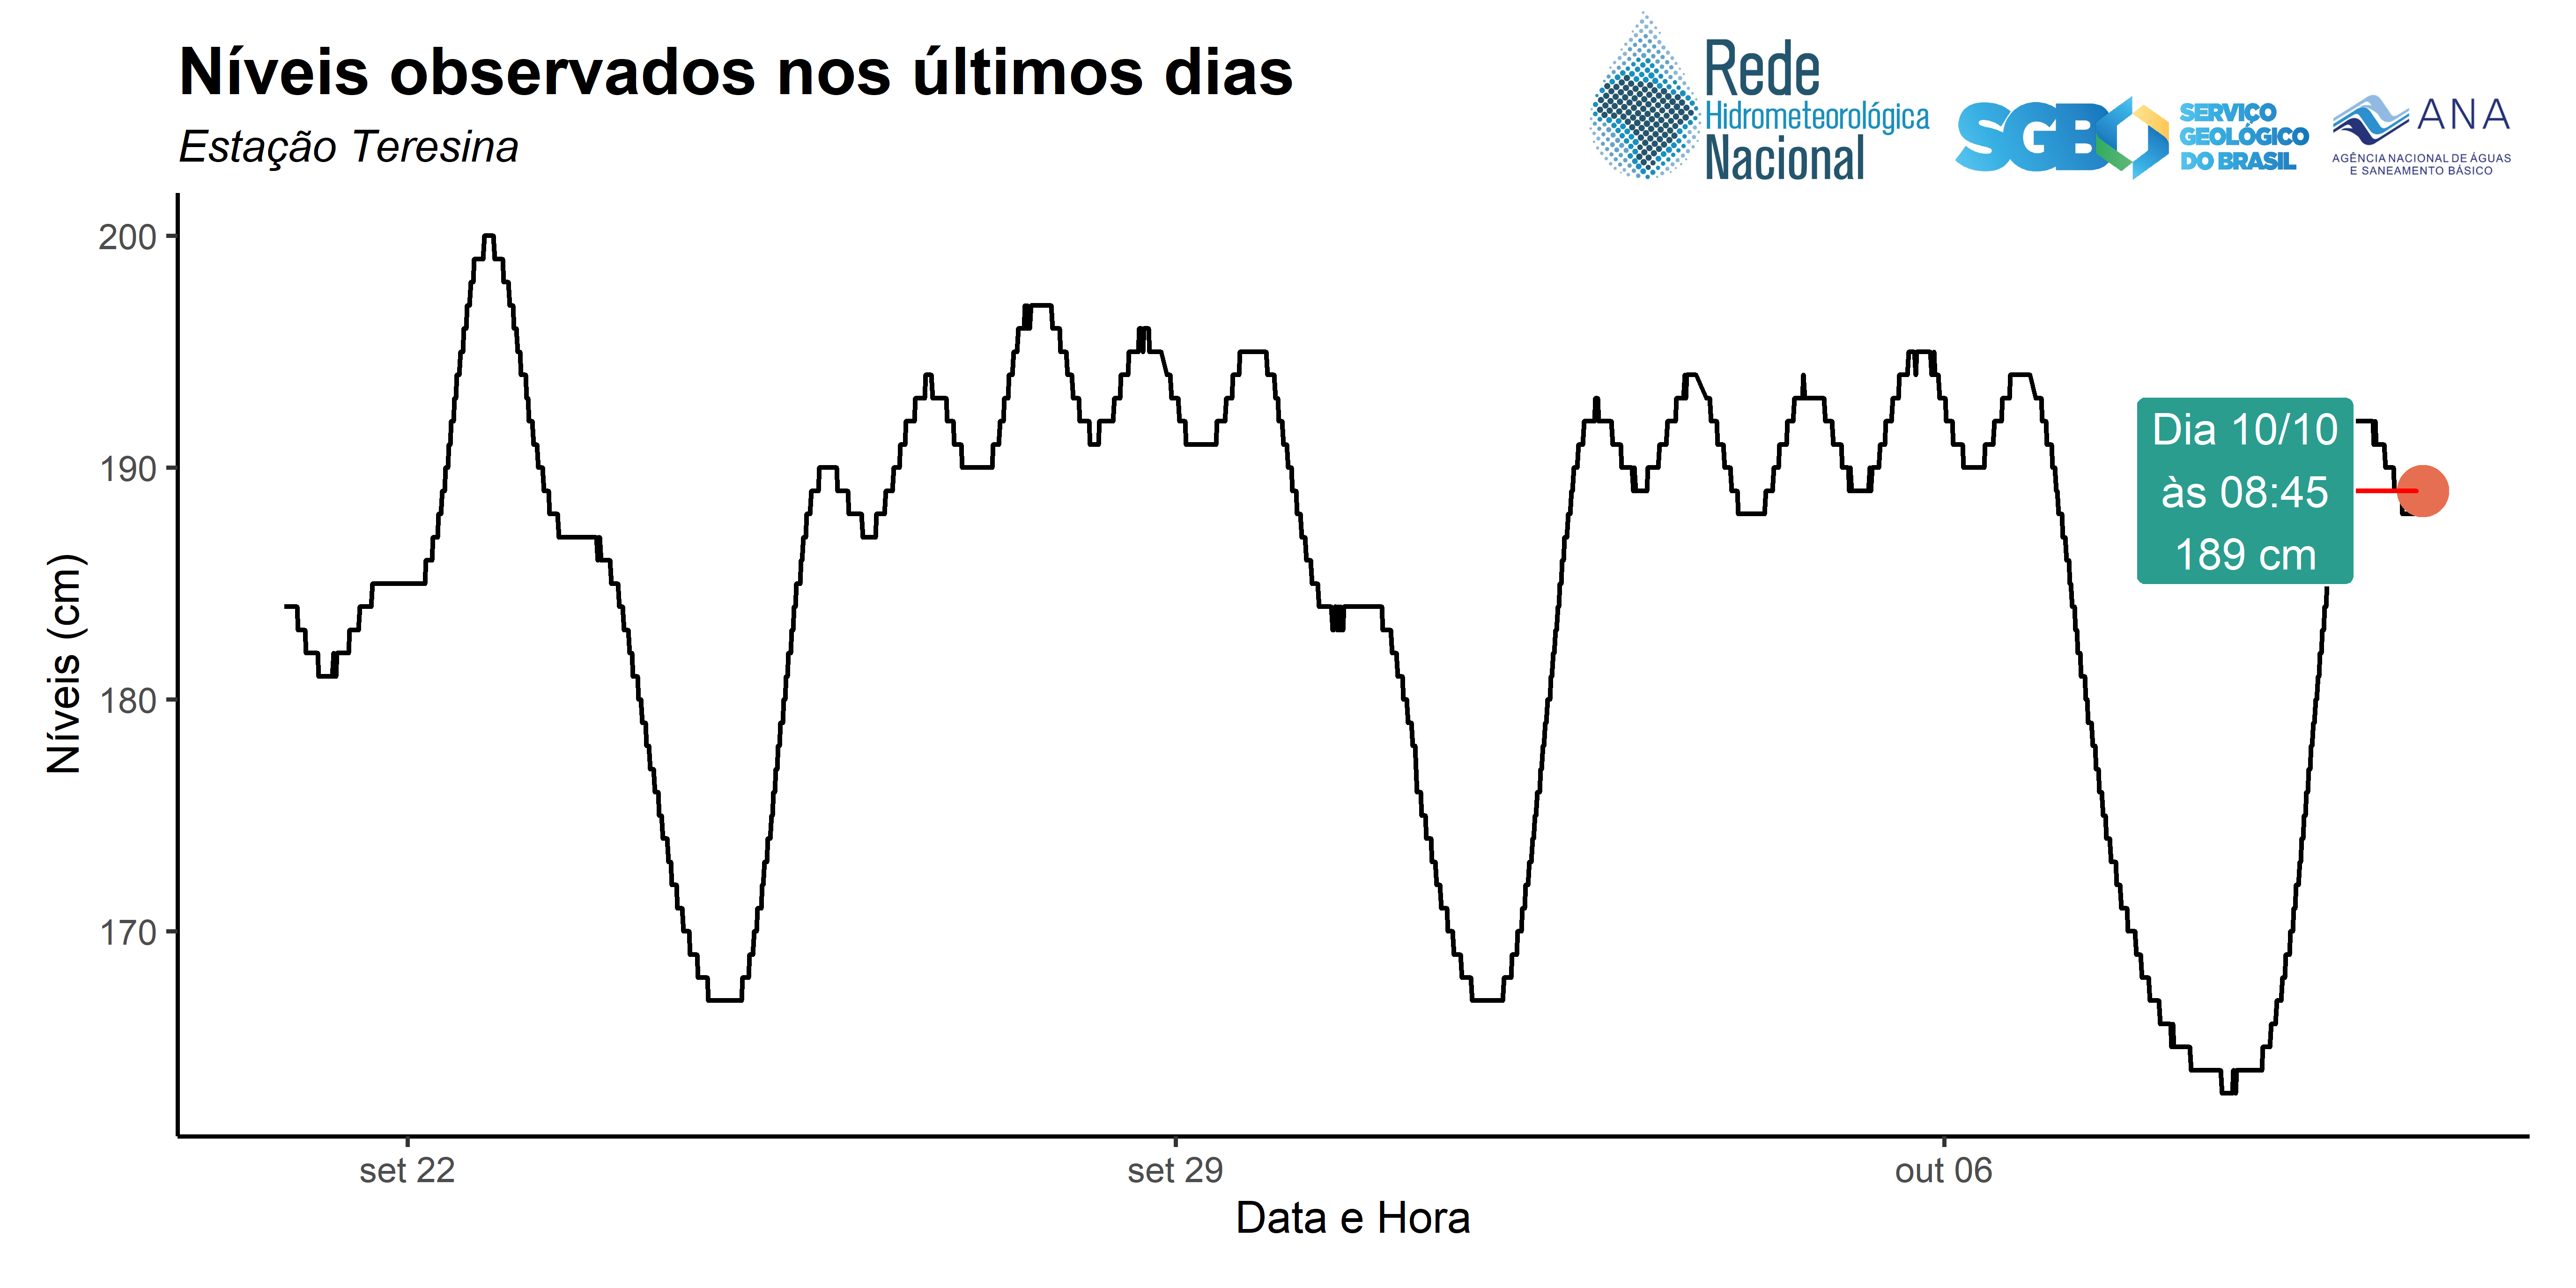 Níveis observados nos últimos dias
Estação Teresina
Rede
Hidrometeorológica
Nacional
SGB
SERVIÇO
GEOLÓGICO
DO BRASIL
ANA
AGÊNCIA NACIONAL DE ÁGUAS
E SANEAMENTO BÁSICO
Níveis (cm)
200
190
180
170
Dia 10/10
às 08:45
189 cm
set 22
set 29
out 06
Data e Hora